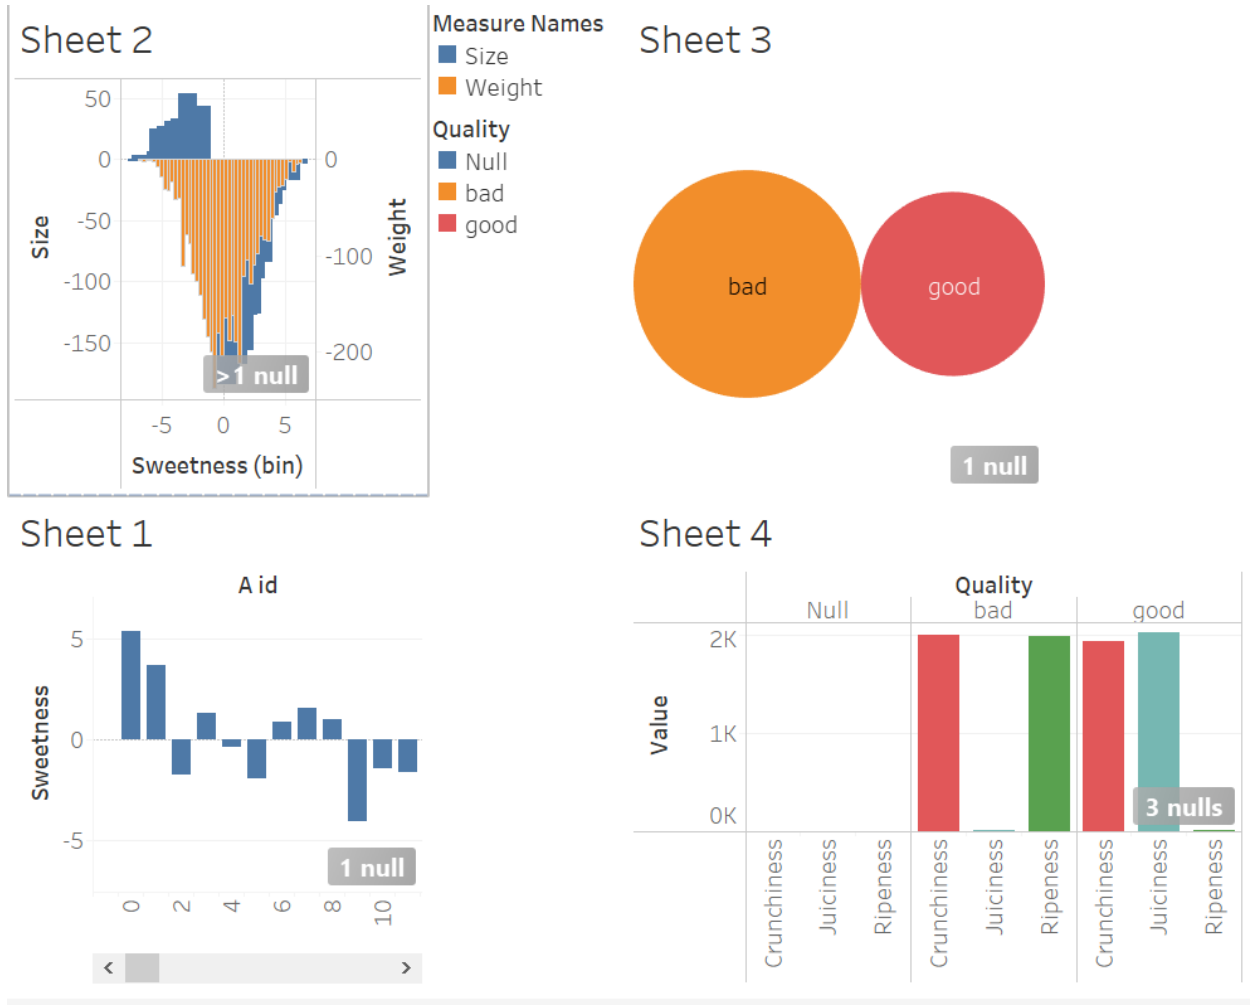 Sheet 2
50
0
-50
-100
-150
Size
0
-100
-200
Weight
>1 null
-5 0 5
Sweetness (bin)
Measure Names
Size
Weight
Quality
Null
bad
good
Sheet 3
bad
good
1 null
Sheet 1
A id
5
0
-5
Sweetness
1 null
0 2 4 6 8 10
Sheet 4
Quality
Null bad good
2K
1K
0K
Value
3 nulls
Crunchiness Juiciness Ripeness Crunchiness Juiciness Ripeness Crunchiness Juiciness Ripeness